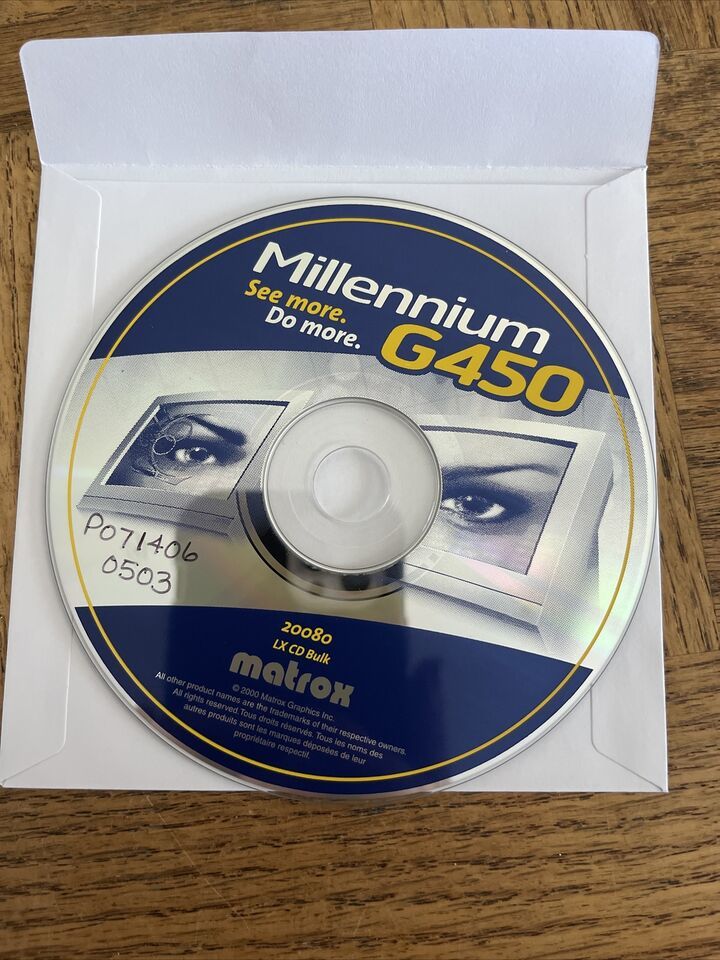 Millennium
See more.
Do more.
G450
P071406
0503
20080
LX CD Bulk
matrox
© 2000 Matrox Graphics Inc.
All other product names are the trademarks of their respective owners.
All rights reserved.Tous droits réservés. Tous les noms des
autres produits sont les marques déposées de leur
propriétaire respectif.